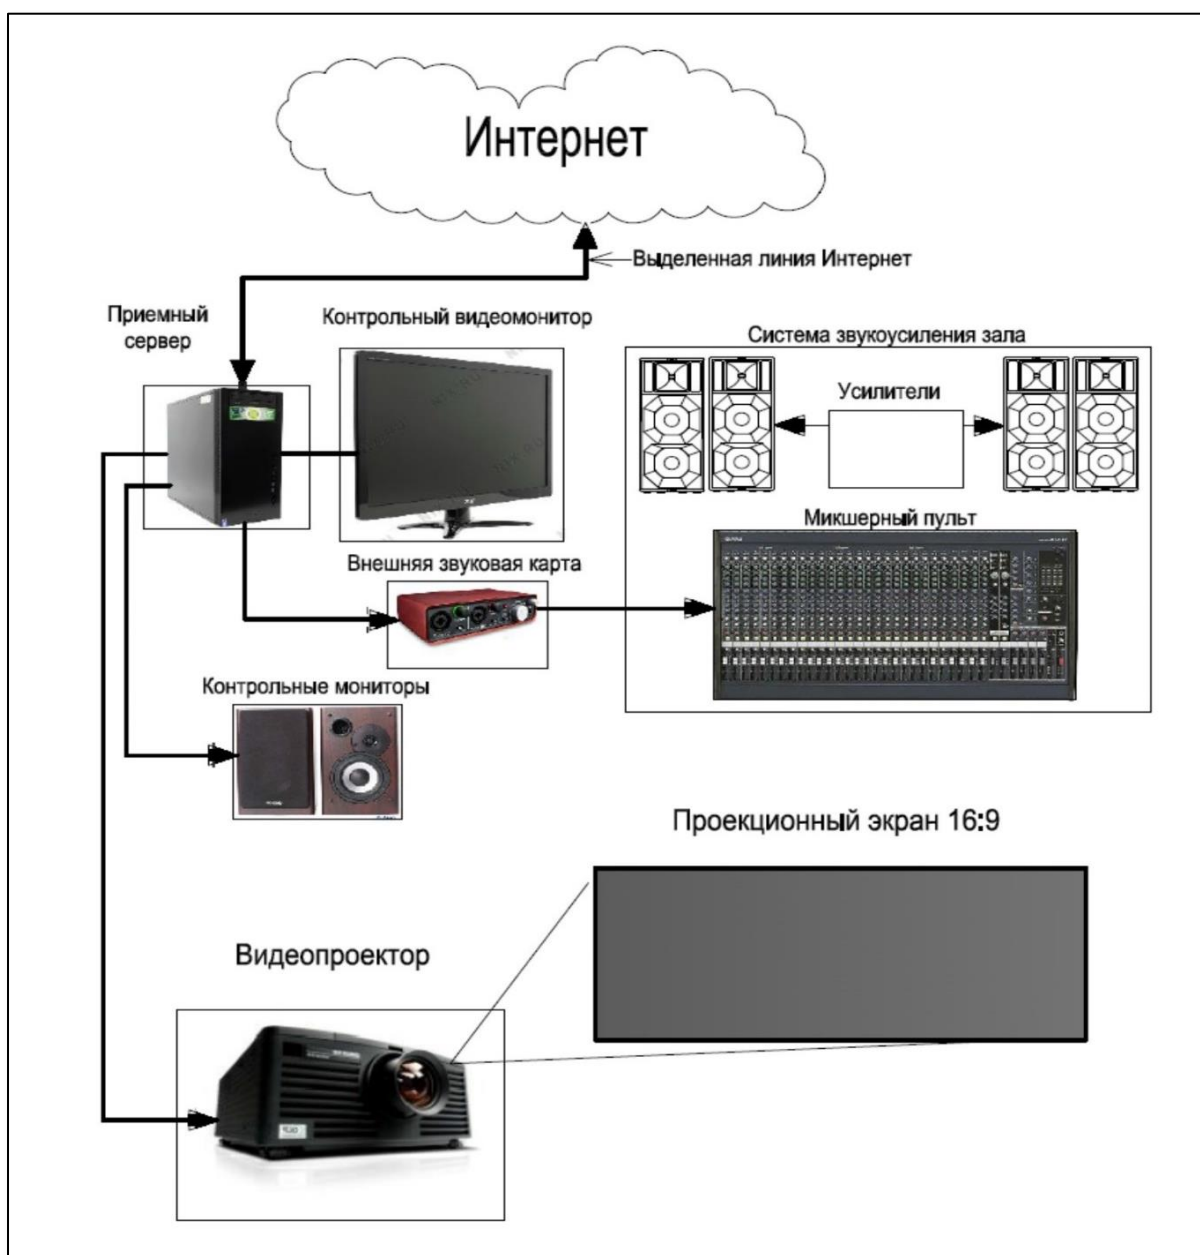 Интернет
Выделенная линия Интернет
Приемный
сервер
Контрольный видеомонитор
Система звукоусиления зала
Усилители
Микшерный пульт
Внешняя звуковая карта
Контрольные мониторы
Проекционный экран 16:9
Видеопроектор